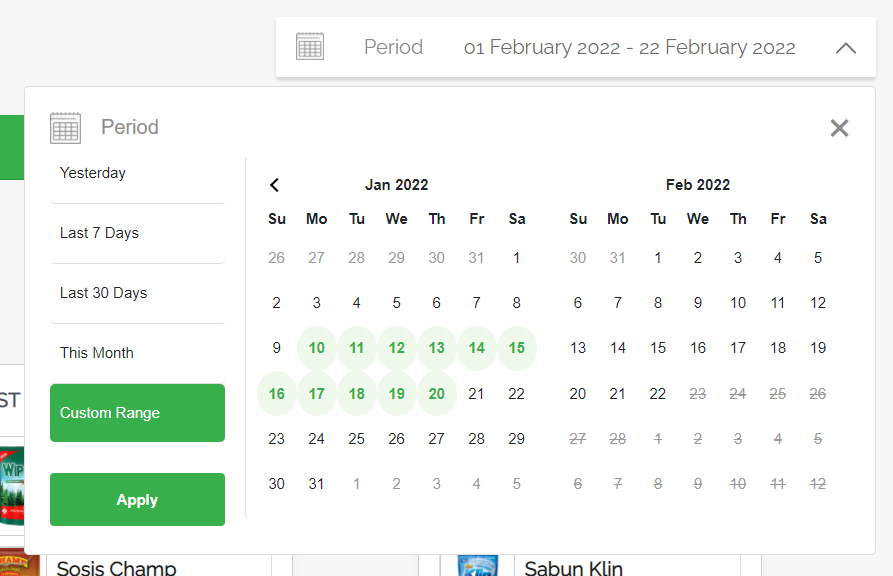 Period 01 February 2022 - 22 February 2022
Period
Yesterday
Last 7 Days
Last 30 Days
This Month
Custom Range
Apply
Jan 2022
Su Mo Tu We Th Fr Sa
26 27 28 29 30 31 1
2 3 4 5 6 7 8
9 10 11 12 13 14 15
16 17 18 19 20 21 22
23 24 25 26 27 28 29
30 31 1 2 3 4 5
Feb 2022
Su Mo Tu We Th Fr Sa
30 31 1 2 3 4 5
6 7 8 9 10 11 12
13 14 15 16 17 18 19
20 21 22 23 24 25 26
27 28 1 2 3 4 5
6 7 8 9 10 11 12
ST
WIP
Sosis Champ
Sabun Klin